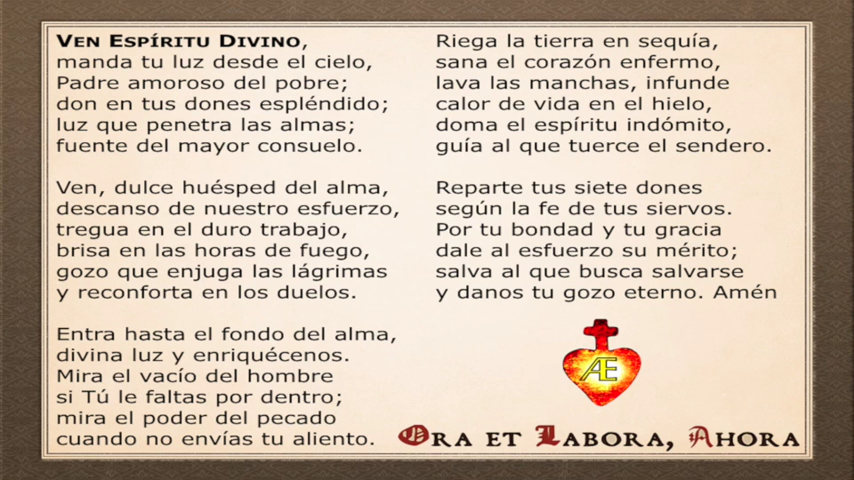 VEN ESPÍRITU DIVINO,
manda tu luz desde el cielo,
Padre amoroso del pobre;
don en tus dones espléndido;
luz que penetra las almas;
fuente del mayor consuelo.
Ven, dulce huésped del alma,
descanso de nuestro esfuerzo,
tregua en el duro trabajo,
brisa en las horas de fuego,
gozo que enjuga las lágrimas
y reconforta en los duelos.
Entra hasta el fondo del alma,
divina luz y enriquécenos.
Mira el vacío del hombre
si Tú le faltas por dentro;
mira el poder del pecado
cuando no envías tu aliento.
Riega la tierra en sequía,
sana el corazón enfermo,
lava las manchas, infunde
calor de vida en el hielo,
doma el espíritu indómito,
guía al que tuerce el sendero.
Reparte tus siete dones
según la fe de tus siervos.
Por tu bondad y tu gracia
dale al esfuerzo su mérito;
salva al que busca salvarse
y danos tu gozo eterno. Amén
Æ
ORA ET LABORA, AHORA